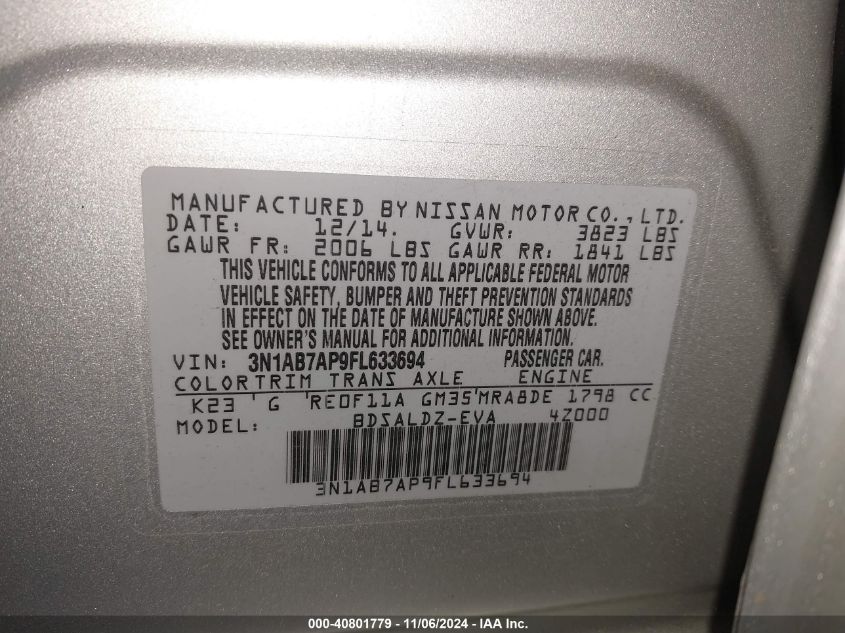 MANUFACTURED BY NISSAN MOTOR CO., LTD.
DATE: 12/14. GVWR: 3823 LBS
GAWR FR: 2006 LBS GAWR RR: 1841 LBS
THIS VEHICLE CONFORMS TO ALL APPLICABLE FEDERAL MOTOR
VEHICLE SAFETY, BUMPER AND THEFT PREVENTION STANDARDS
IN EFFECT ON THE DATE OF MANUFACTURE SHOWN ABOVE.
SEE OWNER'S MANUAL FOR ADDITIONAL INFORMATION.
VIN: 3N1AB7AP9FL633694 PASSENGER CAR.
COLOR TRIM TRANS AXLE ENGINE
K23 ' G 'RE0F11A GM35'MRA8DE 1798 CC
MODEL: BDSALDZ-EVA 4Z000
3N1AB7AP9FL633694
000-40801779 - 11/06/2024 - IAA Inc.